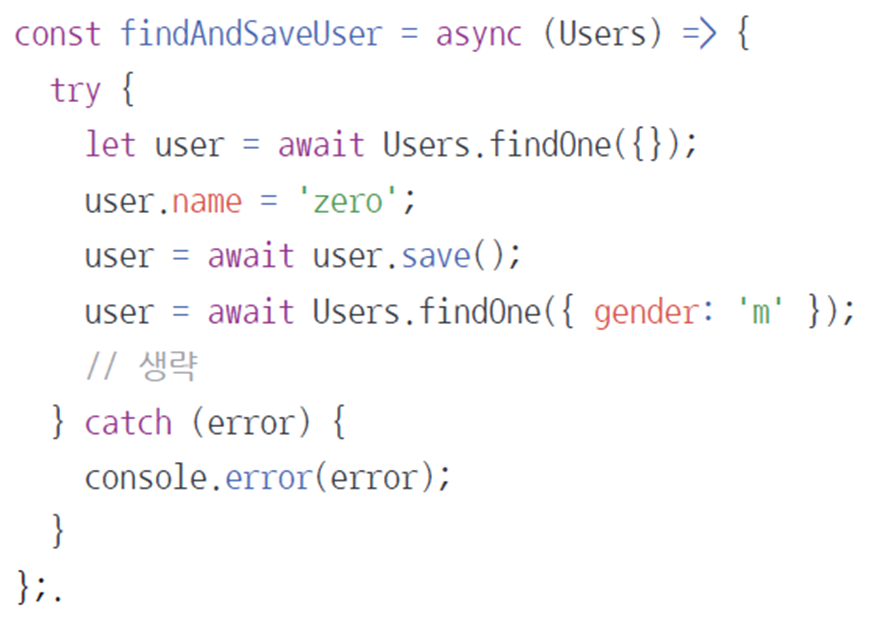 const findAndSaveUser = async (Users) => {
try {
let user = await Users.findOne({});
user.name = 'zero';
user = await user.save();
user = await Users.findOne({ gender: 'm' });
// 생략
} catch (error) {
console.error(error);
}
};.